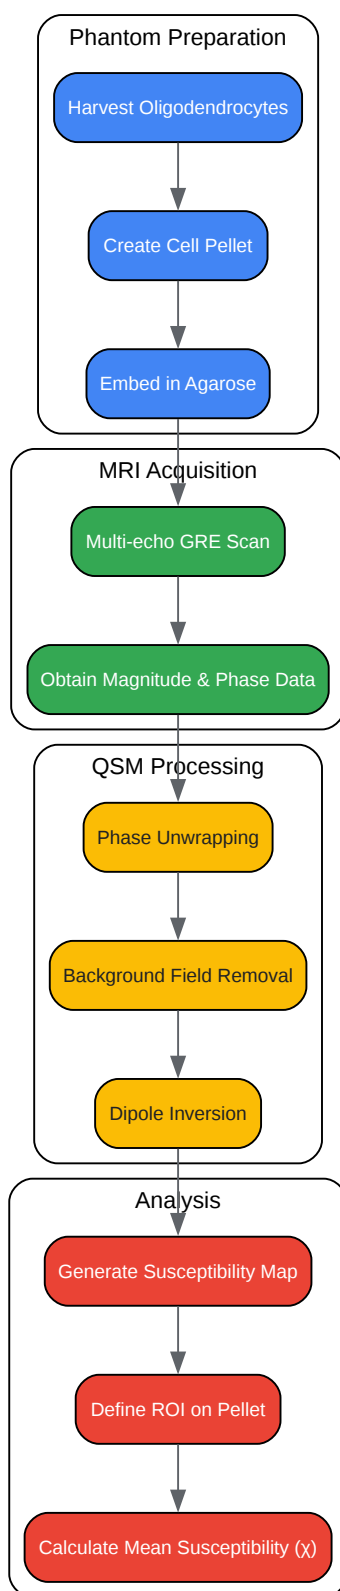 Phantom Preparation
Harvest Oligodendrocytes
Create Cell Pellet
Embed in Agarose
MRI Acquisition
Multi-echo GRE Scan
Obtain Magnitude & Phase Data
QSM Processing
Phase Unwrapping
Background Field Removal
Dipole Inversion
Analysis
Generate Susceptibility Map
Define ROI on Pellet
Calculate Mean Susceptibility (χ)